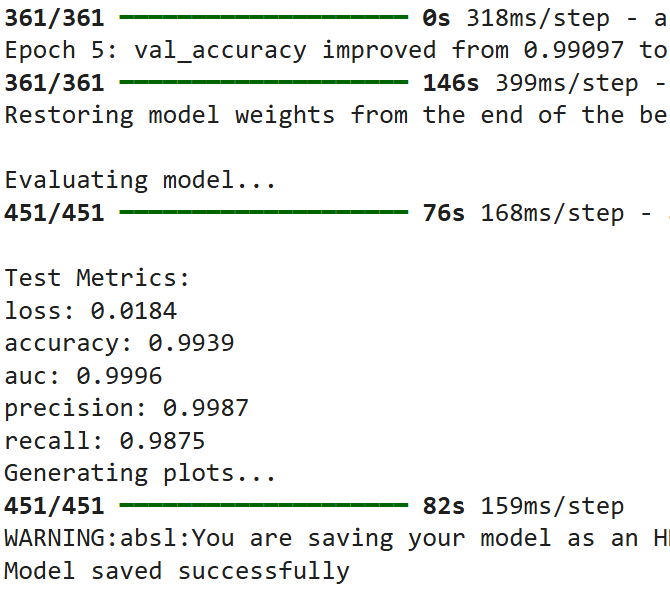 361/361 ━━━━━━━━━━━━━━━━━━━━ 0s 318ms/step - a
Epoch 5: val_accuracy improved from 0.99097 to
361/361 ━━━━━━━━━━━━━━━━━━━━ 146s 399ms/step -
Restoring model weights from the end of the be
Evaluating model...
451/451 ━━━━━━━━━━━━━━━━━━━━ 76s 168ms/step -
Test Metrics:
loss: 0.0184
accuracy: 0.9939
auc: 0.9996
precision: 0.9987
recall: 0.9875
Generating plots...
451/451 ━━━━━━━━━━━━━━━━━━━━ 82s 159ms/step
WARNING:absl:You are saving your model as an H
Model saved successfully